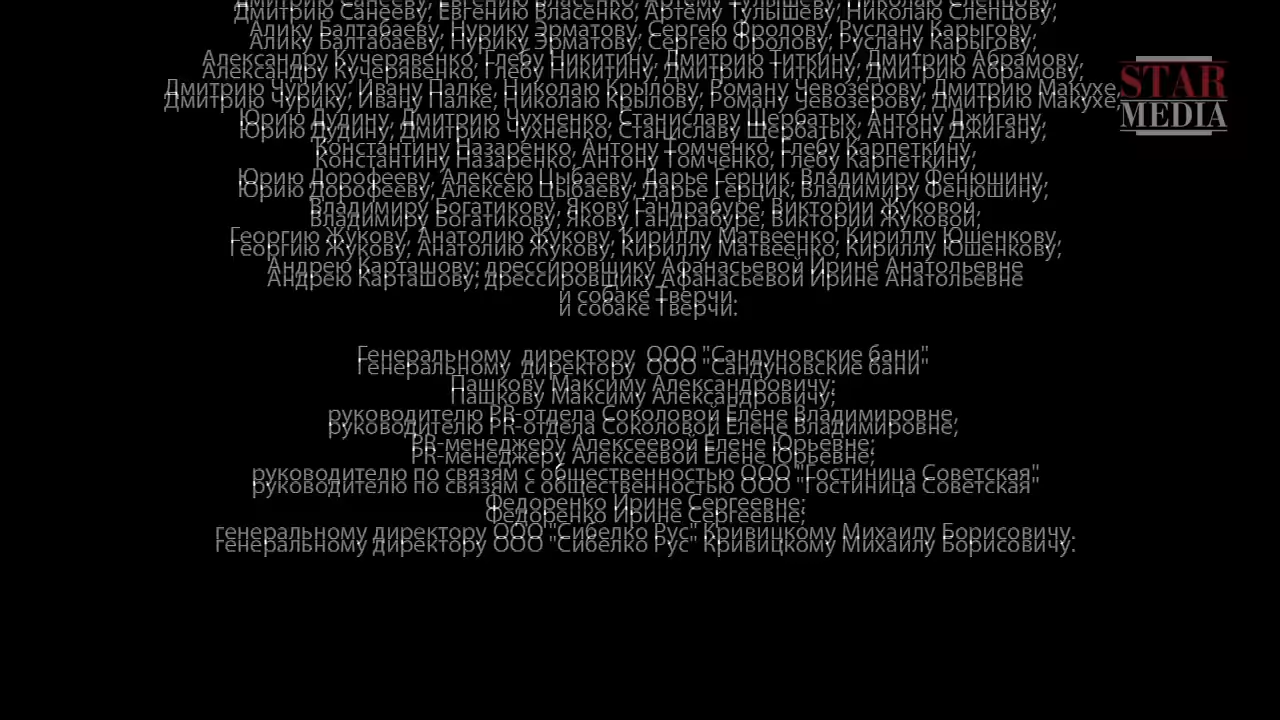 Дмитрию Санееву, Евгению Власенко, Артёму Тулышеву, Николаю Слепцову,
Алику Балтабаеву, Нурику Эрматову, Сергею Фролову, Руслану Карыгову,
Александру Кучерявенко, Глебу Никитину, Дмитрию Титкину, Дмитрию Абрамову,
Дмитрию Чурику, Ивану Палке, Николаю Крылову, Роману Чевозерову, Дмитрию Макухе,
Юрию Дудину, Дмитрию Чухненко, Станиславу Щербатых, Антону Джигану,
Константину Назаренко, Антону Томченко, Глебу Карпеткину,
Юрию Дорофееву, Алексею Цыбаеву, Дарье Герцик, Владимиру Фенюшину,
Владимиру Богатикову, Якову Гандрабуре, Виктории Жуковой,
Георгию Жукову, Анатолию Жукову, Кириллу Матвеенко, Кириллу Юшенкову,
Андрею Карташову; дрессировщику Афанасьевой Ирине Анатольевне
и собаке Тверчи.
Генеральному директору ООО "Сандуновские бани"
Пашкову Максиму Александровичу;
руководителю PR-отдела Соколовой Елене Владимировне,
PR-менеджеру Алексеевой Елене Юрьевне;
руководителю по связям с общественностью ООО "Гостиница Советская"
Федоренко Ирине Сергеевне;
генеральному директору ООО "Сибелко Рус" Кривицкому Михаилу Борисовичу.
STAR
MEDIA